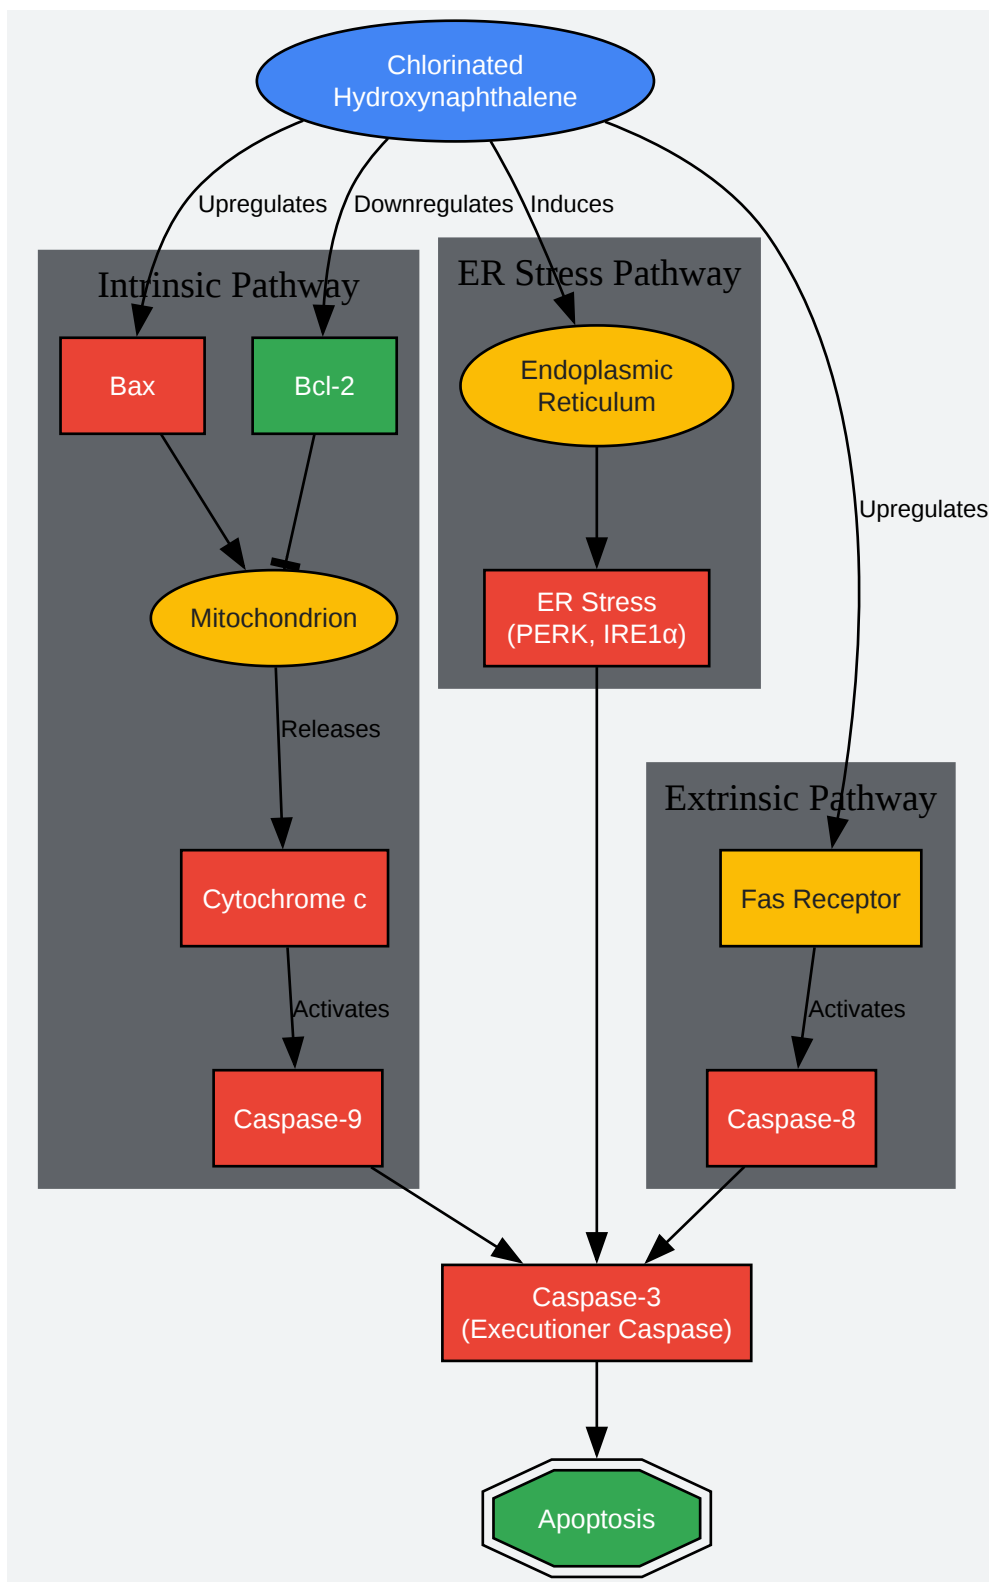 Chlorinated
Hydroxynaphthalene
Upregulates
Downregulates
Induces
Intrinsic Pathway
ER Stress Pathway
Bax
Bcl-2
Endoplasmic
Reticulum
Upregulates
Mitochondrion
ER Stress
(PERK, IRE1α)
Releases
Extrinsic Pathway
Cytochrome c
Fas Receptor
Activates
Activates
Caspase-9
Caspase-8
Caspase-3
(Executioner Caspase)
Apoptosis